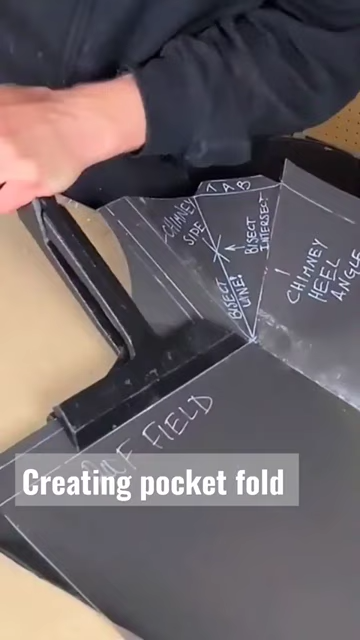 TAB
CHIMNEY
SIDE
BISECT
INTERSECT
BISECT
LINE!
CHIMNEY
HEEL
ANGLE
FIELD
Creating pocket fold